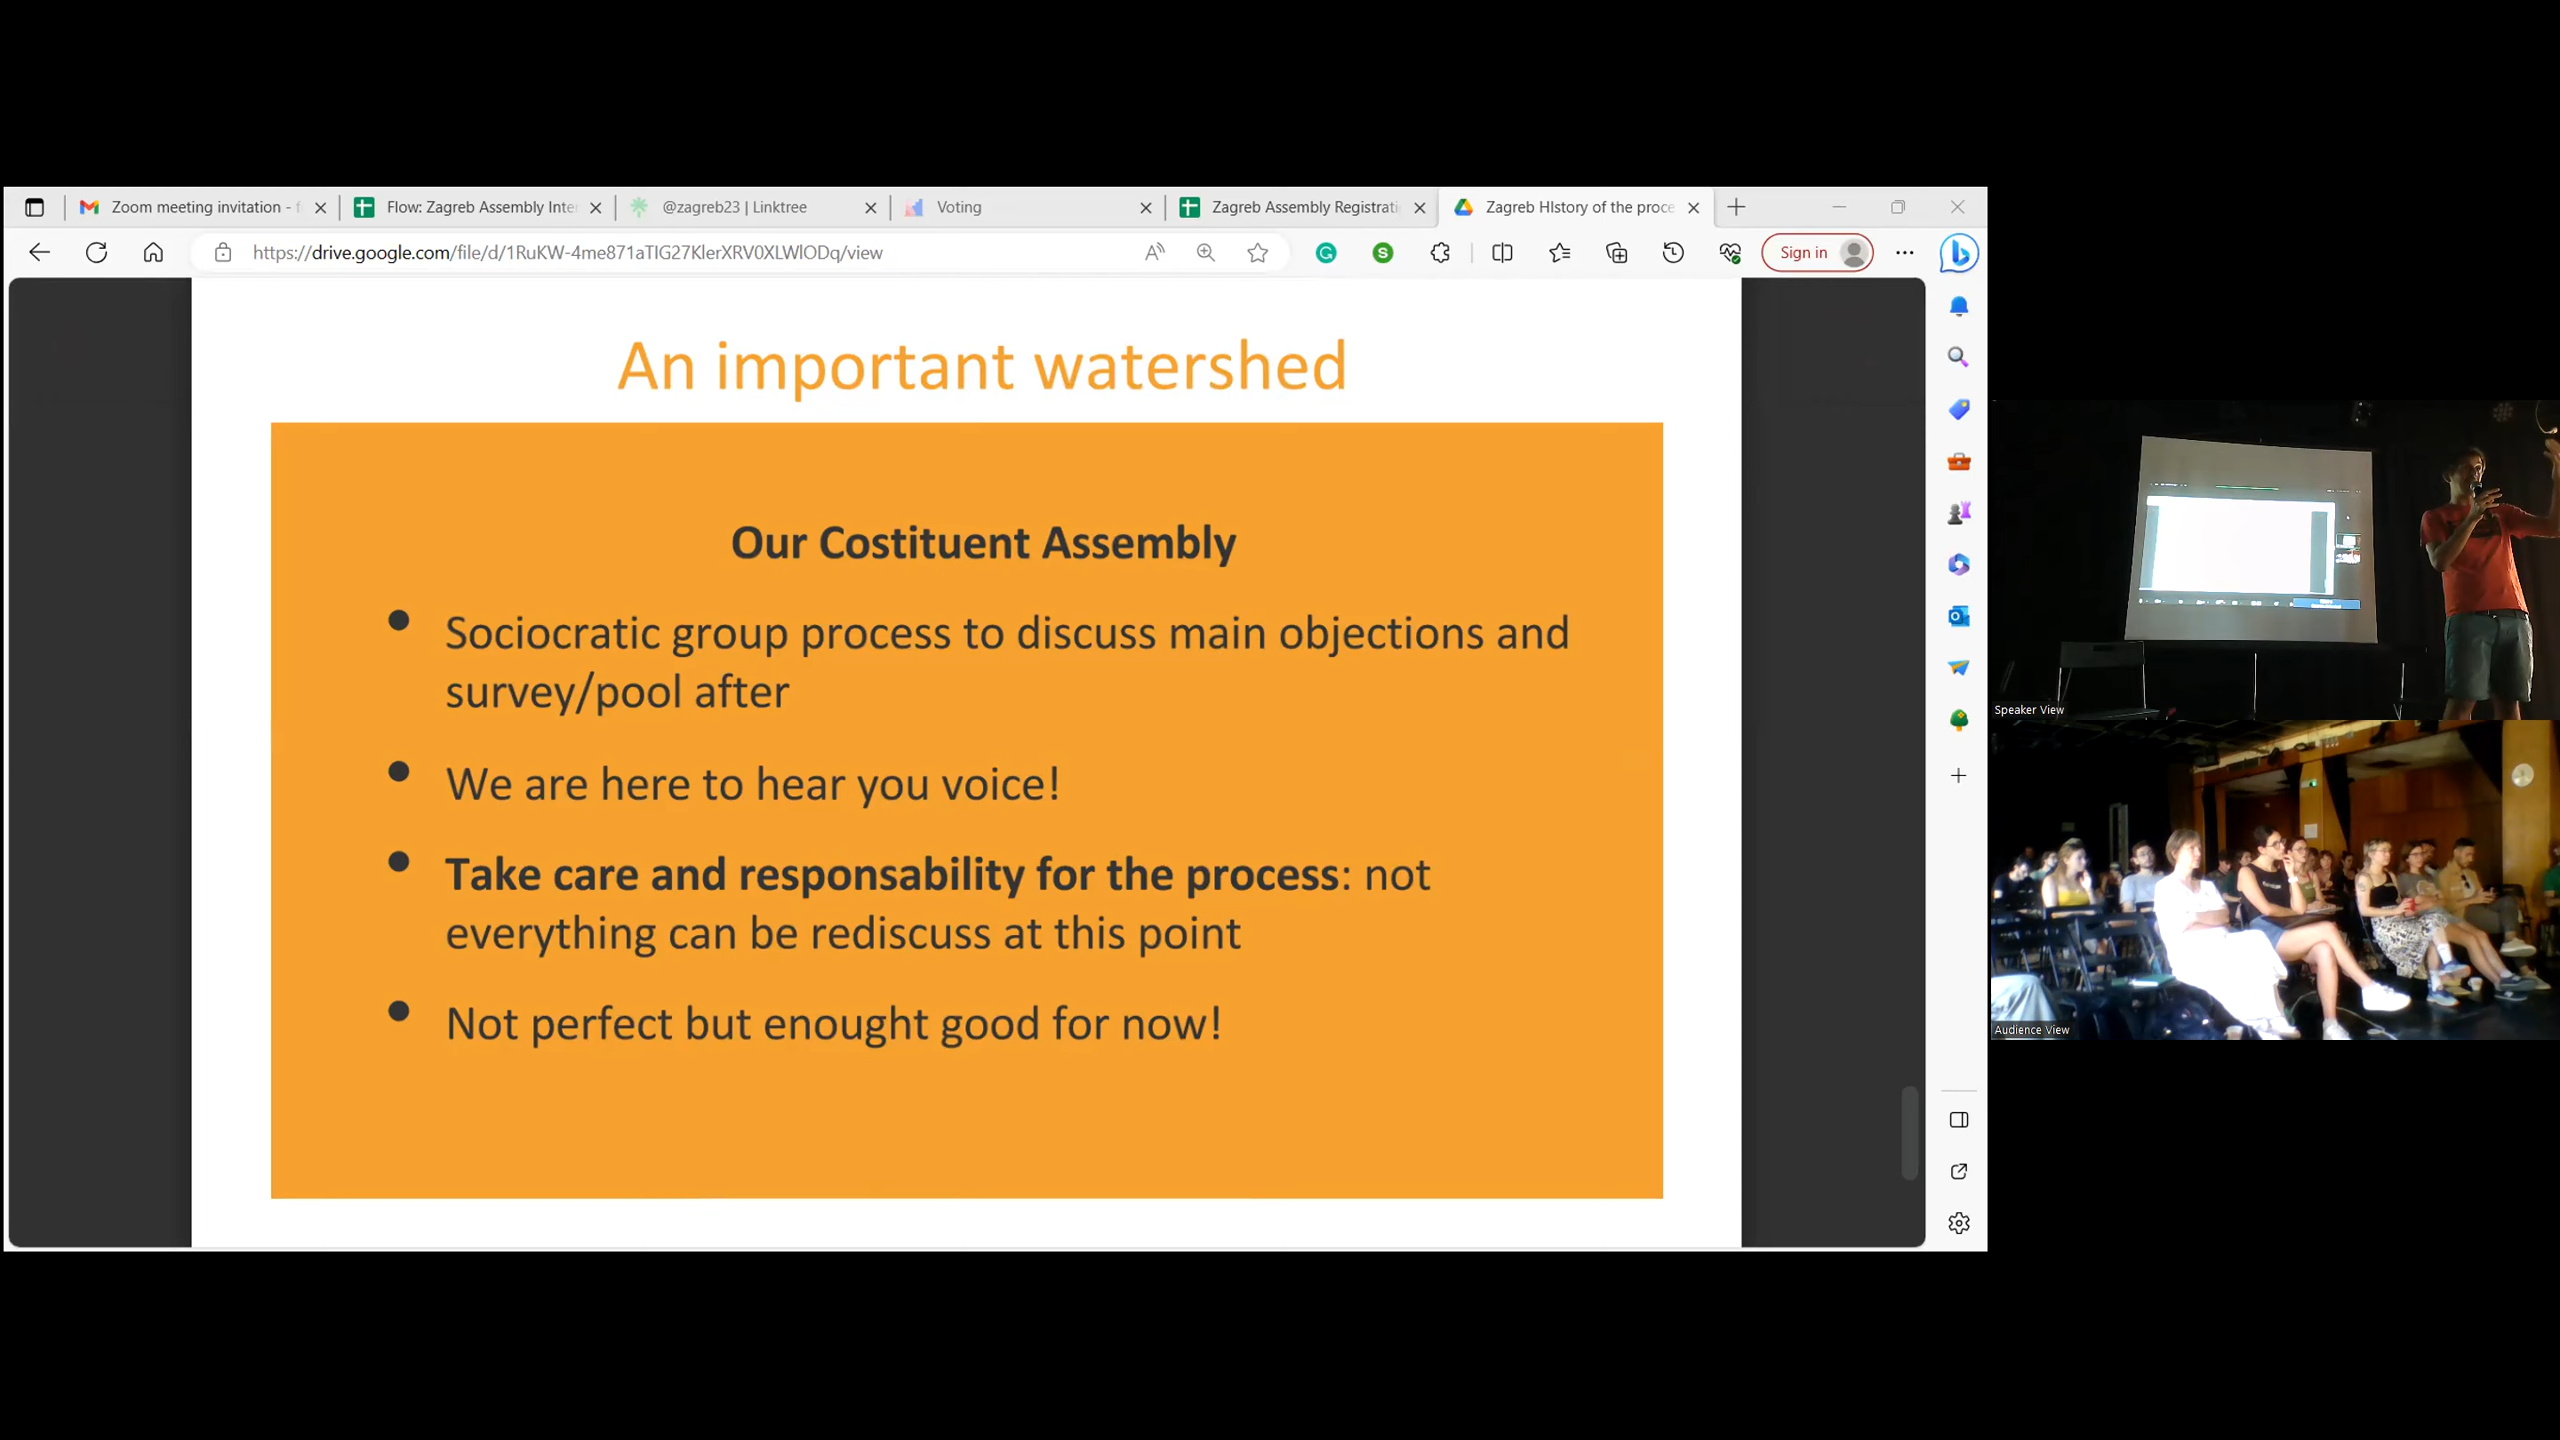 Zoom meeting invitation - f
Flow: Zagreb Assembly Inte
@zagreb23 | Linktree
Voting
Zagreb Assembly Registrati
Zagreb HIstory of the proce
https://drive.google.com/file/d/1RuKW-4me871aTIG27KlerXRV0XLWlODq/view
Sign in
An important watershed
Our Costituent Assembly
• Sociocratic group process to discuss main objections and
survey/pool after
• We are here to hear you voice!
• Take care and responsability for the process: not
everything can be rediscuss at this point
• Not perfect but enought good for now!
Speaker View
Audience View